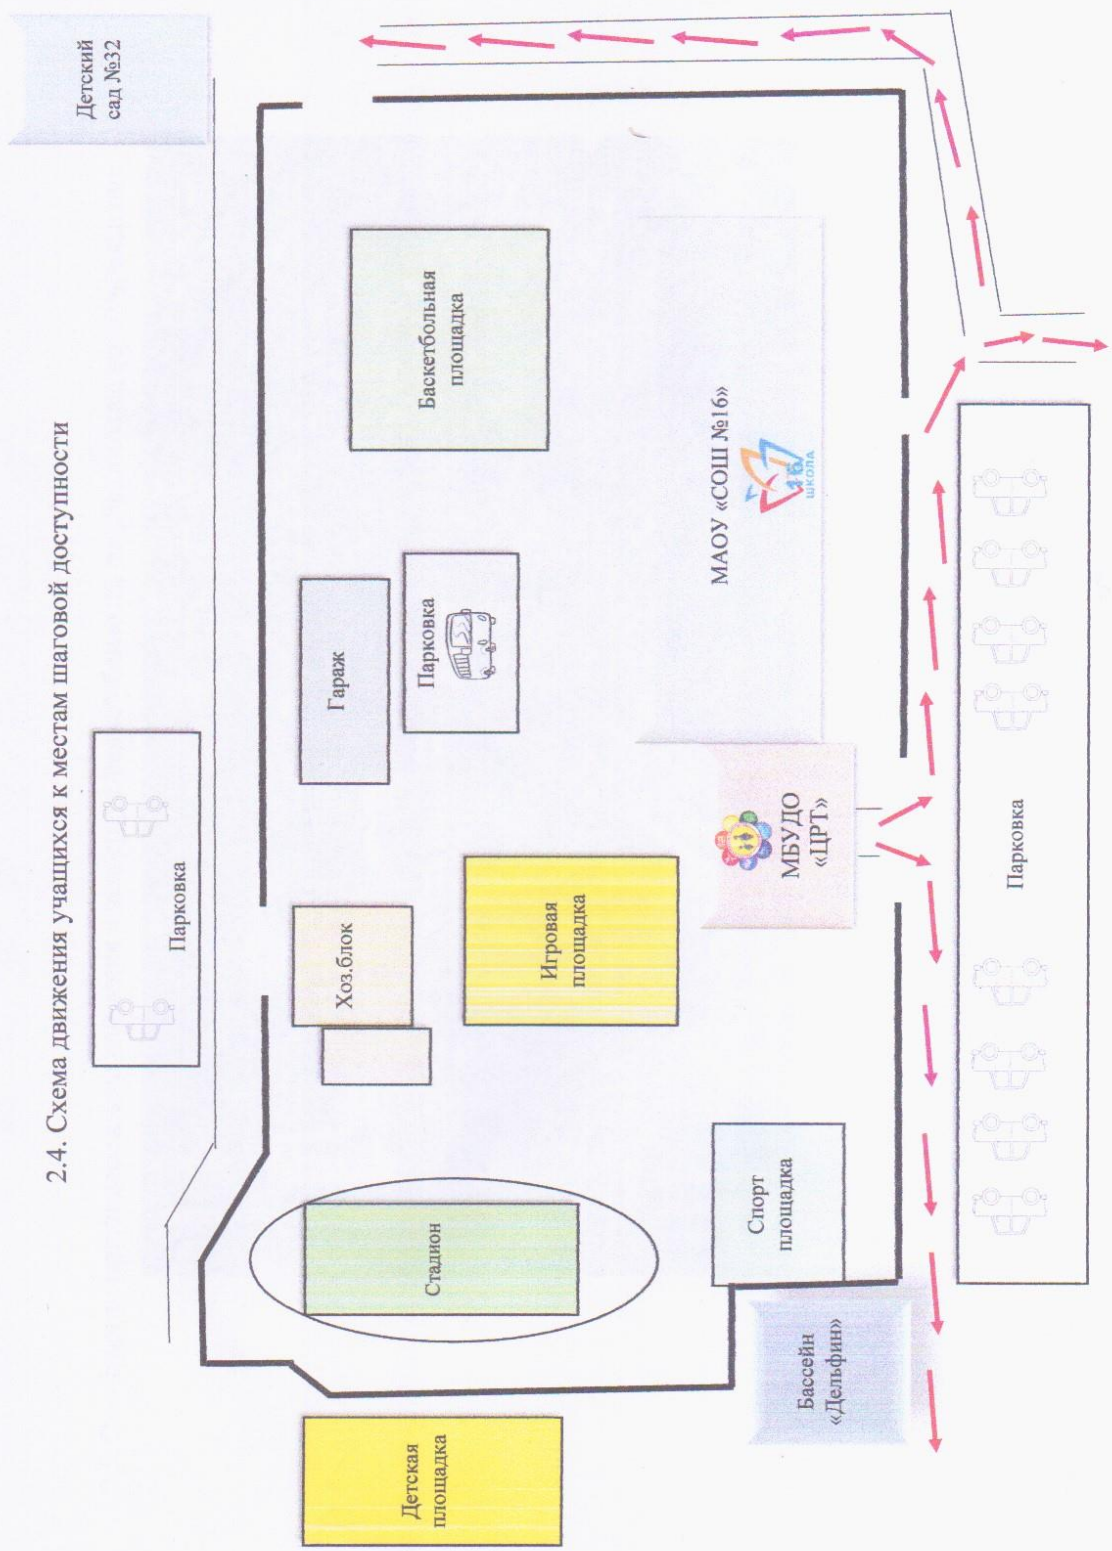 2.4. Схема движения учащихся к местам шаговой доступности
Парковка
Детский
сад №32
Детская
площадка
Стадион
Хоз.блок
Гараж
Парковка
Баскетбольная
площадка
Игровая
площадка
МБУДО
«ЦРТ»
МАОУ «СОШ №16»
16
ШКОЛА
Спорт
площадка
Бассейн
«Дельфин»
Парковка